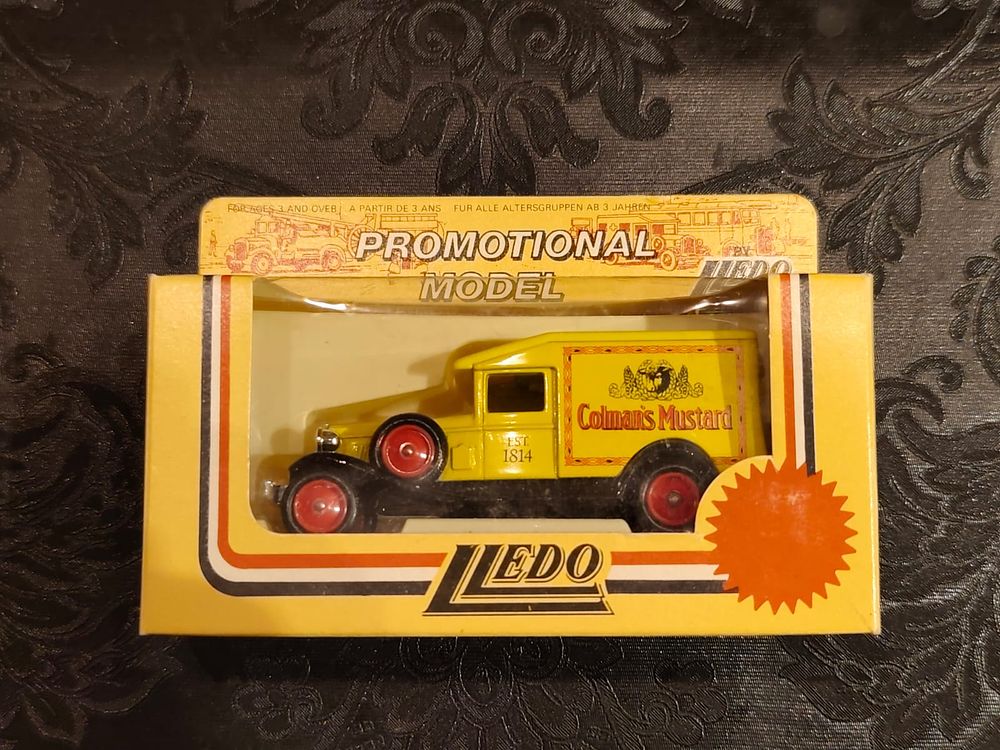 FOR AGES 3 AND OVER A PARTIR DE 3 ANS FUR ALLE ALTERSGRUPPEN AB 3 JAHREN
PROMOTIONAL
MODEL
BY
LLEDO
Colman's Mustard
EST.
1814
LLEDO